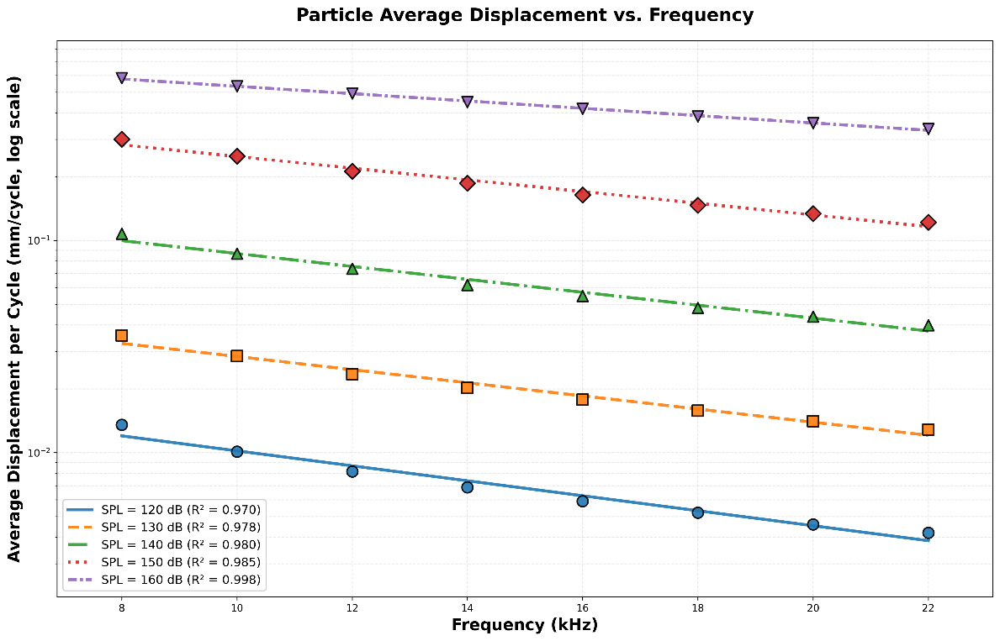 Particle Average Displacement vs. Frequency
Average Displacement per Cycle (mm/cycle, log scale)
10⁻¹
10⁻²
SPL = 120 dB (R² = 0.970)
SPL = 130 dB (R² = 0.978)
SPL = 140 dB (R² = 0.980)
SPL = 150 dB (R² = 0.985)
SPL = 160 dB (R² = 0.998)
8 10 12 14 16 18 20 22
Frequency (kHz)